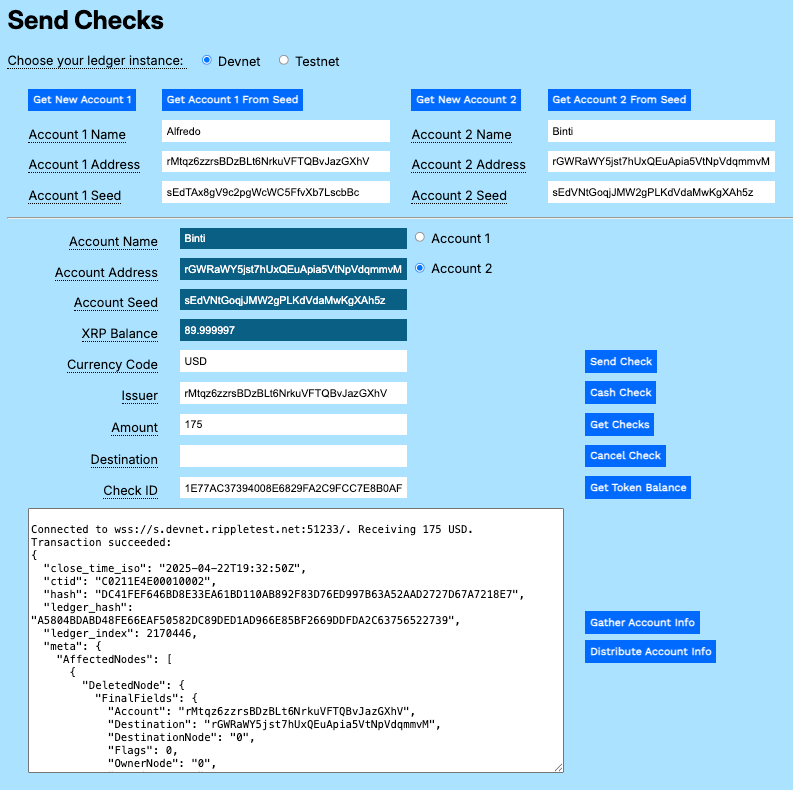 Send Checks
Choose your ledger instance: Devnet Testnet
Get New Account 1 Get Account 1 From Seed Get New Account 2 Get Account 2 From Seed
Account 1 Name Alfredo Account 2 Name Binti
Account 1 Address rMtqz6zzrsBDzBLt6NrkuVFTQBvJazGXhV Account 2 Address rGWRaWY5jst7hUxQEuApia5VtNpVdqmmvM
Account 1 Seed sEdTAx8gV9c2pgWcWC5FfvXb7LscbBc Account 2 Seed sEdVNtGoqjJMW2gPLKdVdaMwKgXAh5z
Account Name Binti Account 1
Account Address rGWRaWY5jst7hUxQEuApia5VtNpVdqmmvM Account 2
Account Seed sEdVNtGoqjJMW2gPLKdVdaMwKgXAh5z
XRP Balance 89.999997
Currency Code USD Send Check
Issuer rMtqz6zzrsBDzBLt6NrkuVFTQBvJazGXhV Cash Check
Amount 175 Get Checks
Destination Cancel Check
Check ID 1E77AC37394008E6829FA2C9FCC7E8B0AF Get Token Balance
Connected to wss://s.devnet.rippletest.net:51233/. Receiving 175 USD.
Transaction succeeded:
{
"close_time_iso": "2025-04-22T19:32:50Z",
"ctid": "C0211E4E00010002",
"hash": "DC41FEF646BD8E33EA61BD110AB892F83D76ED997B63A52AAD2727D67A7218E7",
"ledger_hash":
"A5804BDABD48FE66EAF50582DC89DED1AD966E85BF2669DDFDA2C63756522739",
"ledger_index": 2170446,
"meta": {
"AffectedNodes": [
{
"DeletedNode": {
"FinalFields": {
"Account": "rMtqz6zzrsBDzBLt6NrkuVFTQBvJazGXhV",
"Destination": "rGWRaWY5jst7hUxQEuApia5VtNpVdqmmvM",
"DestinationNode": "0",
"Flags": 0,
"OwnerNode": "0",
Gather Account Info
Distribute Account Info